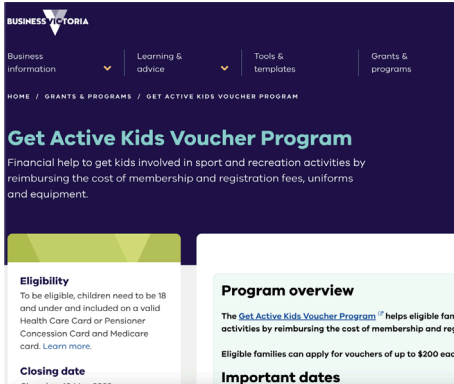 BUSINESS VICTORIA
Business
information
Learning &
advice
Tools &
templates
Grants &
programs
HOME / GRANTS & PROGRAMS / GET ACTIVE KIDS VOUCHER PROGRAM
Get Active Kids Voucher Program
Financial help to get kids involved in sport and recreation activities by
reimbursing the cost of membership and registration fees, uniforms
and equipment.
Eligibility
To be eligible, children need to be 18
and under and included on a valid
Health Care Card or Pensioner
Concession Card and Medicare
card. Learn more.
Closing date
Program overview
The Get Active Kids Voucher Program helps eligible fam
activities by reimbursing the cost of membership and reg
Eligible families can apply for vouchers of up to $200 eac
Important dates